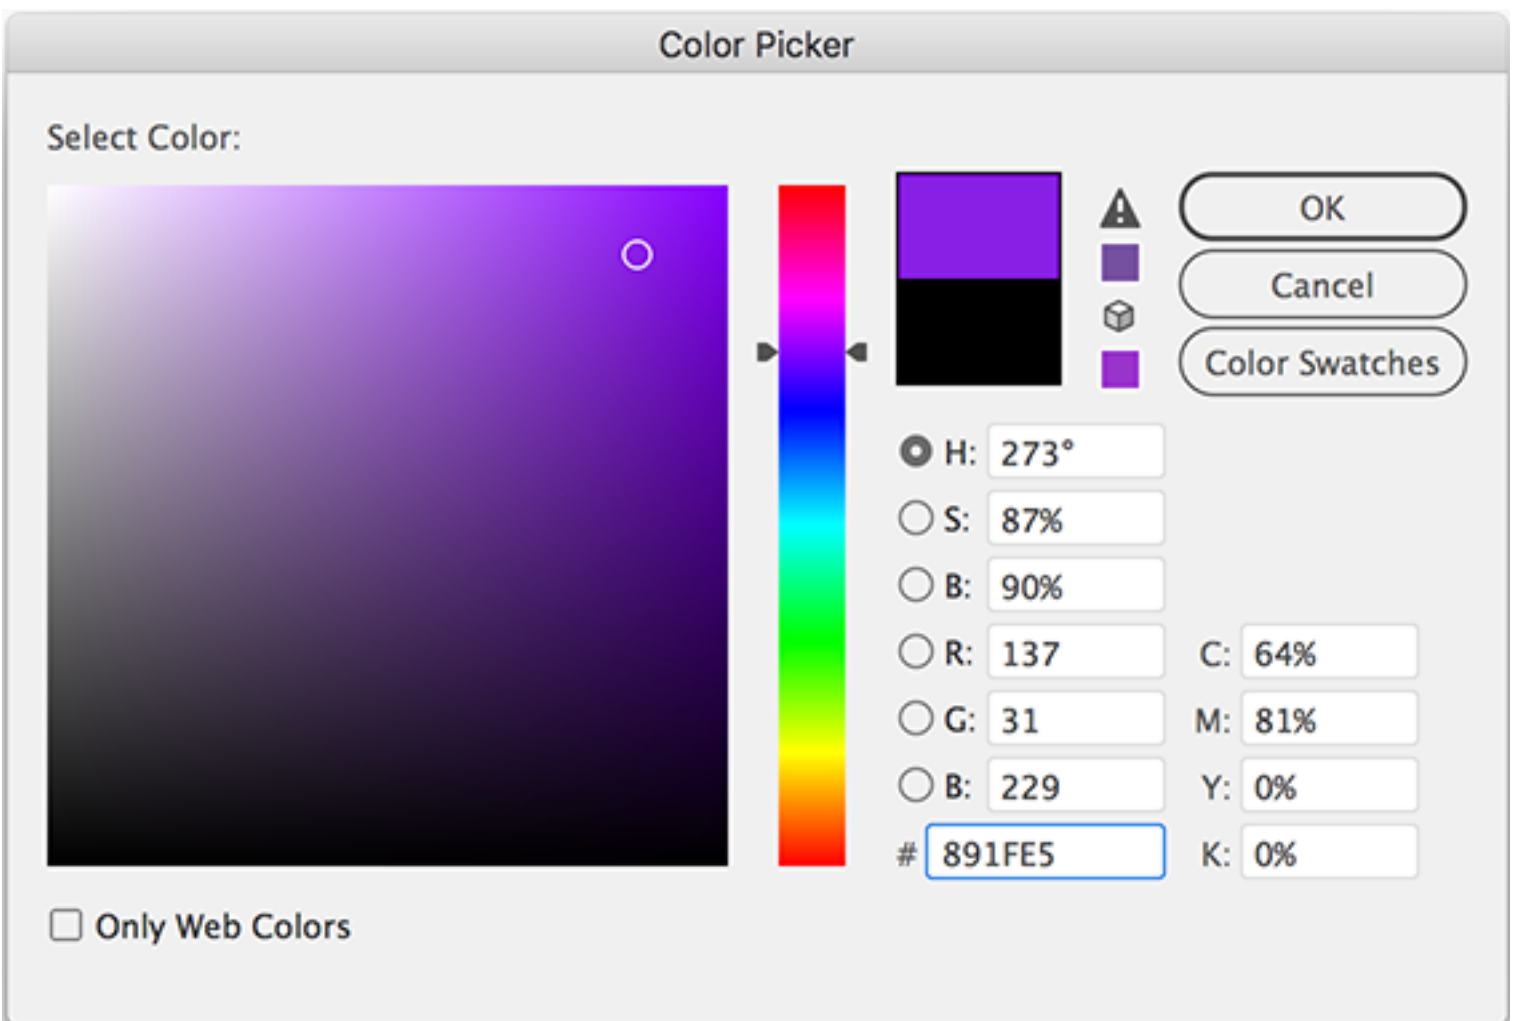 Color Picker
Select Color:
OK
Cancel
Color Swatches
H: 273°
S: 87%
B: 90%
R: 137 C: 64%
G: 31 M: 81%
B: 229 Y: 0%
# 891FE5 K: 0%
Only Web Colors